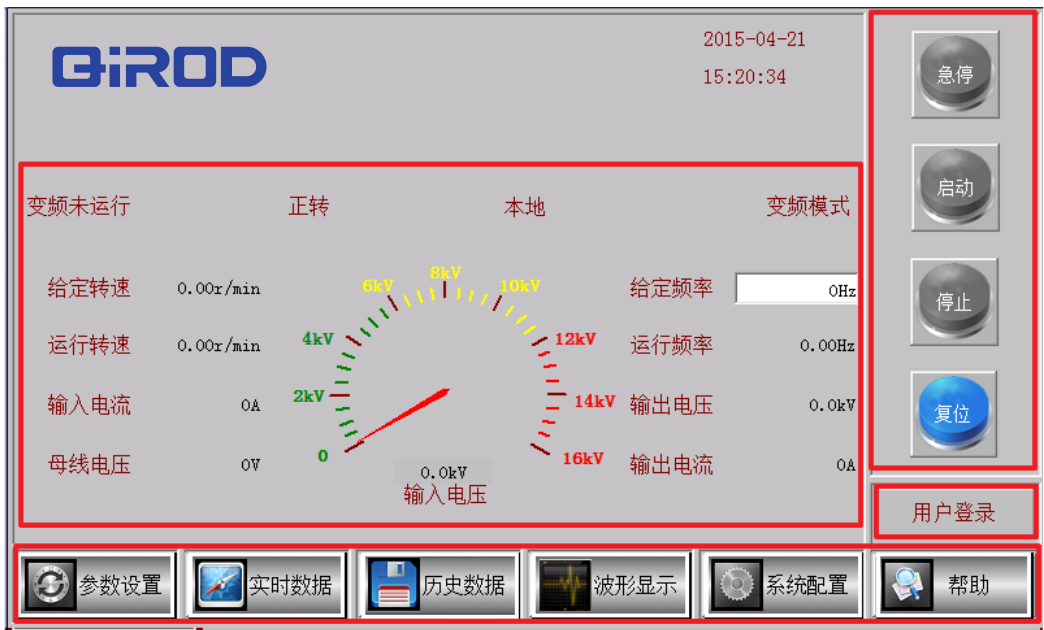 GiROD
2015-04-21
15:20:34
急停
启动
停止
复位
变频未运行 正转 本地 变频模式
给定转速 0.00r/min
运行转速 0.00r/min
输入电流 0A
母线电压 0V
0
2kV
4kV
6kV
8kV
10kV
12kV
14kV
16kV
0.0kV
输入电压
给定频率 0Hz
运行频率 0.00Hz
输出电压 0.0kV
输出电流 0A
用户登录
参数设置 实时数据 历史数据 波形显示 系统配置 帮助